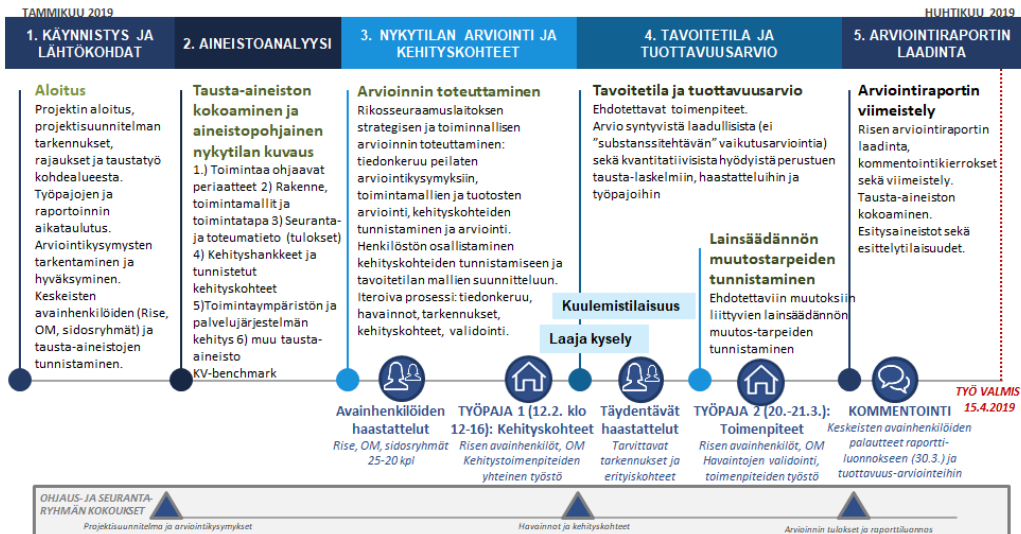 TAMMIKUU 2019
HUHTIKUU 2019
1. KÄYNNISTYS JA
LÄHTÖKOHDAT
2. AINEISTOANALYYSI
3. NYKYTILAN ARVIOINTI JA
KEHITYSKOHTEET
4. TAVOITETILA JA
TUOTTAVUUSARVIO
5. ARVIOINTIRAPORTIN
LAADINTA
Aloitus
Projektin aloitus,
projektisuunnitelman
tarkennukset,
rajaukset ja taustatyö
kohdealueesta.
Työpajojen ja
raportoinnin
aikataulutus.
Arviointikysymysten
tarkentaminen ja
hyväksyminen.
Keskeisten
avainhenkilöiden (Rise,
OM, sidosryhmät) ja
tausta-aineistojen
tunnistaminen.
Tausta-aineiston
kokoaminen ja
aineistopohjainen
nykytilan kuvaus
1.) Toimintaa ohjaavat
periaatteet 2) Rakenne,
toimintamallit ja
toimintatapa 3) Seuranta-
ja toteumatieto (tulokset)
4) Kehityshankkeet ja
tunnistetut
kehityskohteet
5)Toimintaympäristön ja
palvelujärjestelmän
kehitys 6) muu tausta-
aineisto
KV-benchmark
Arvioinnin toteuttaminen
Rikosseuraamuslaitoksen
strategisen ja toiminnallisen
arvioinnin toteuttaminen:
tiedonkeruu peilaten
arviointikysymyksiin,
toimintamallien ja tuotosten
arviointi, kehityskohteiden
tunnistaminen ja arviointi.
Henkilöstön osallistaminen
kehityskohteiden tunnistamiseen ja
tavoitetilan mallien suunnitteluun.
Iteroiva prosessi: tiedonkeruu,
havainnot, tarkennukset,
kehityskohteet, validointi.
Tavoitetila ja tuottavuusarvio
Ehdotettavat toimenpiteet.
Arvio syntyvistä laadullisista (ei
”substanssitehtävän” vaikutusarviointia)
sekä kvantitatiivisista hyödyistä perustuen
tausta-laskelmiin, haastatteluihin ja
työpajoihin
Lainsäädännön
muutostarpeiden
tunnistaminen
Ehdotettaviin muutoksiin
liittyvien lainsäädännön
muutos-tarpeiden
tunnistaminen
Arviointiraportin
viimeistely
Risen arviointiraportin
laadinta,
kommentointikierrokset
sekä viimeistely.
Tausta-aineiston
kokoaminen.
Esitysaineistot sekä
esittelytilaisuudet.
Kuulemistilaisuus
Laaja kysely
TYÖ VALMIS
15.4.2019
Avainhenkilöiden
haastattelut
Rise, OM, sidosryhmät
25-20 kpl
TYÖPAJA 1 (12.2. klo
12-16): Kehityskohteet
Risen avainhenkilöt, OM
Kehitystoimenpiteiden
yhteinen työstö
Täydentävät
haastattelut
Tarvittavat
tarkennukset ja
erityiskohteet
TYÖPAJA 2 (20.-21.3.):
Toimenpiteet
Risen avainhenkilöt, OM
Havaintojen validointi,
toimenpiteiden työstö
KOMMENTOINTI
Keskeisten avainhenkilöiden
palautteet raportti-
luonnokseen (30.3.) ja
tuottavuus-arviointeihin
OHJAUS- JA SEURANTA-
RYHMÄN KOKOUKSET
Projektisuunnitelma ja arviointikysymykset
Havainnot ja kehityskohteet
Arvioinnin tulokset ja raporttiluonnos